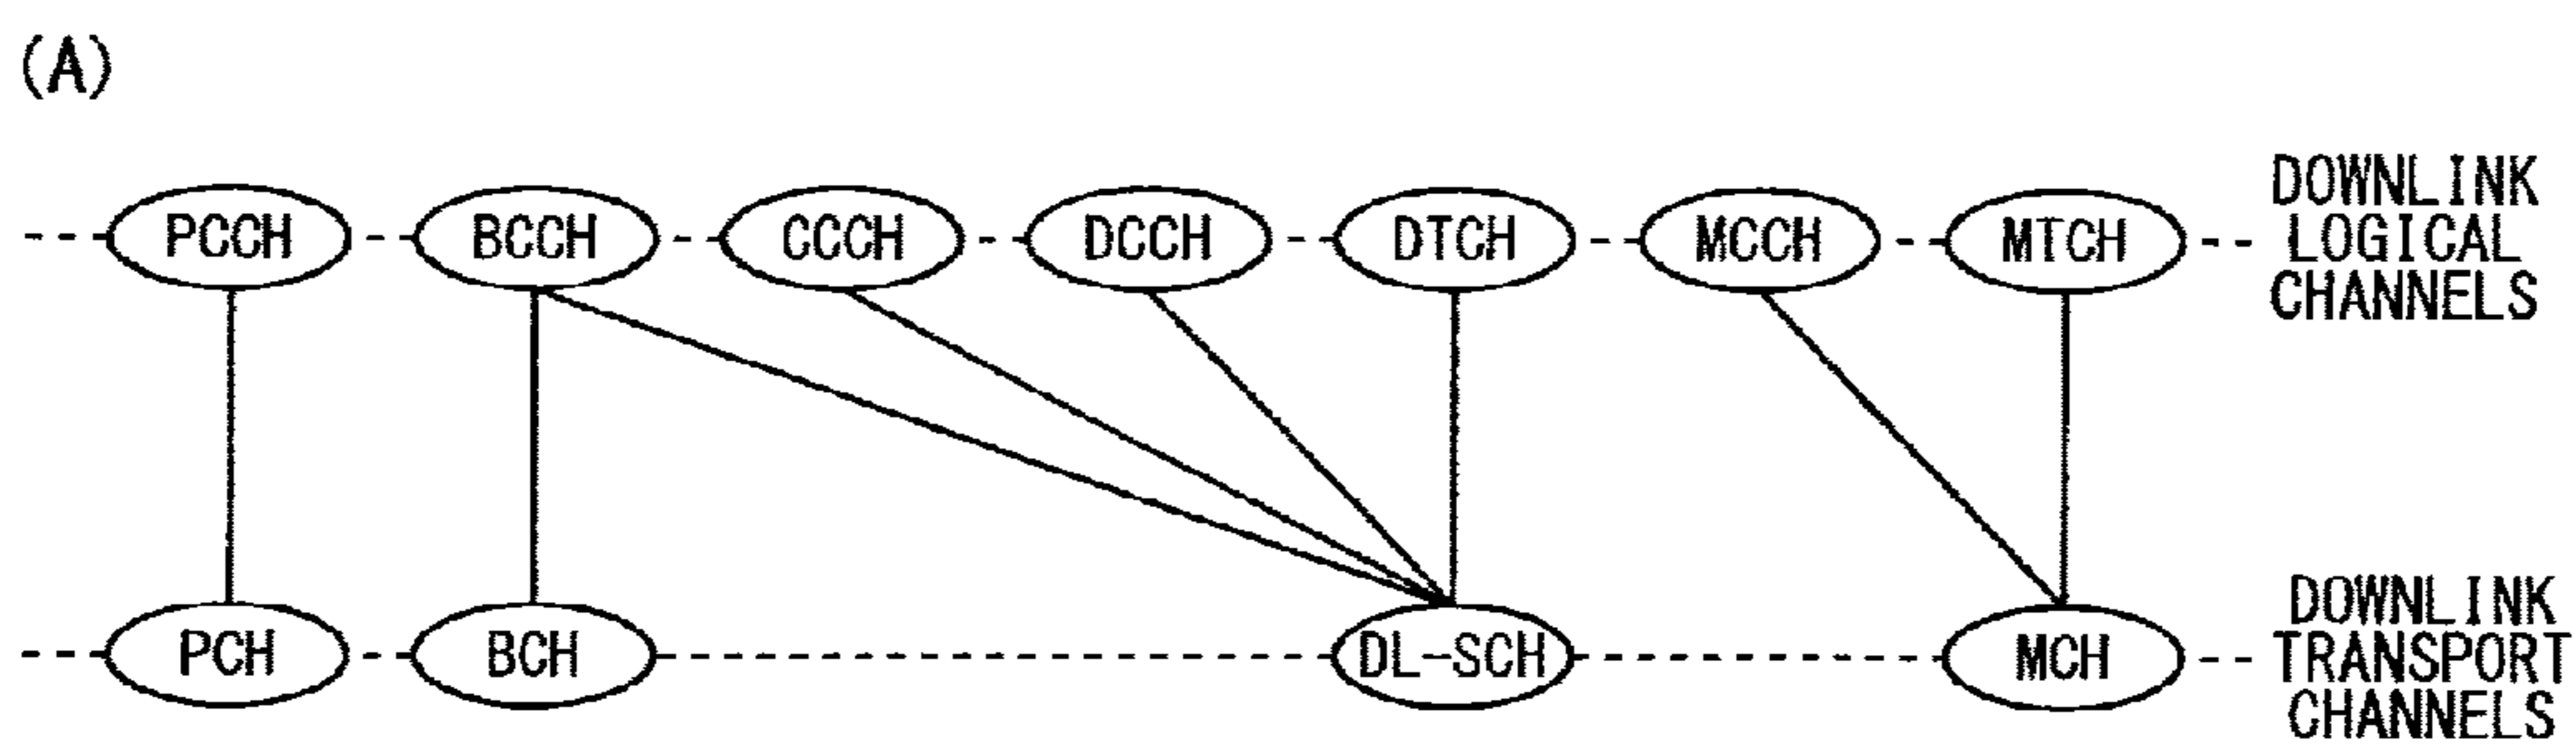 (A)
PCCH BCCH CCCH DCCH DTCH MCCH MTCH
DOWNLINK
LOGICAL
CHANNELS
PCH BCH DL-SCH MCH
DOWNLINK
TRANSPORT
CHANNELS